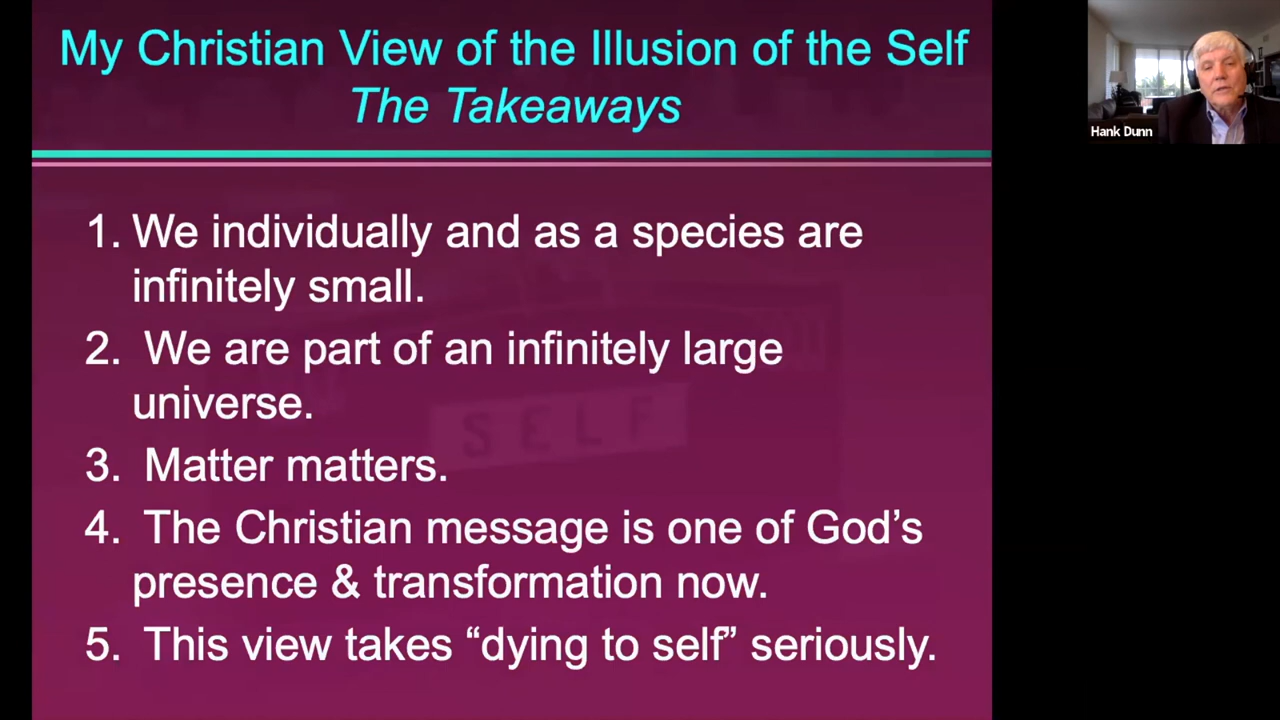 My Christian View of the Illusion of the Self
The Takeaways
1. We individually and as a species are
infinitely small.
2. We are part of an infinitely large
universe.
SELF
3. Matter matters.
4. The Christian message is one of God’s
presence & transformation now.
5. This view takes “dying to self” seriously.
Hank Dunn